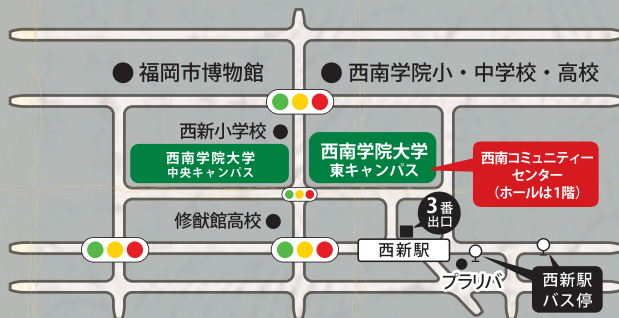 福岡市博物館
西南学院小・中学校・高校
西新小学校
西南学院大学
中央キャンパス
西南学院大学
東キャンパス
西南コミュニティー
センター
(ホールは1階)
修猷館高校
3番
出口
西新駅
プラリバ
西新駅
バス停